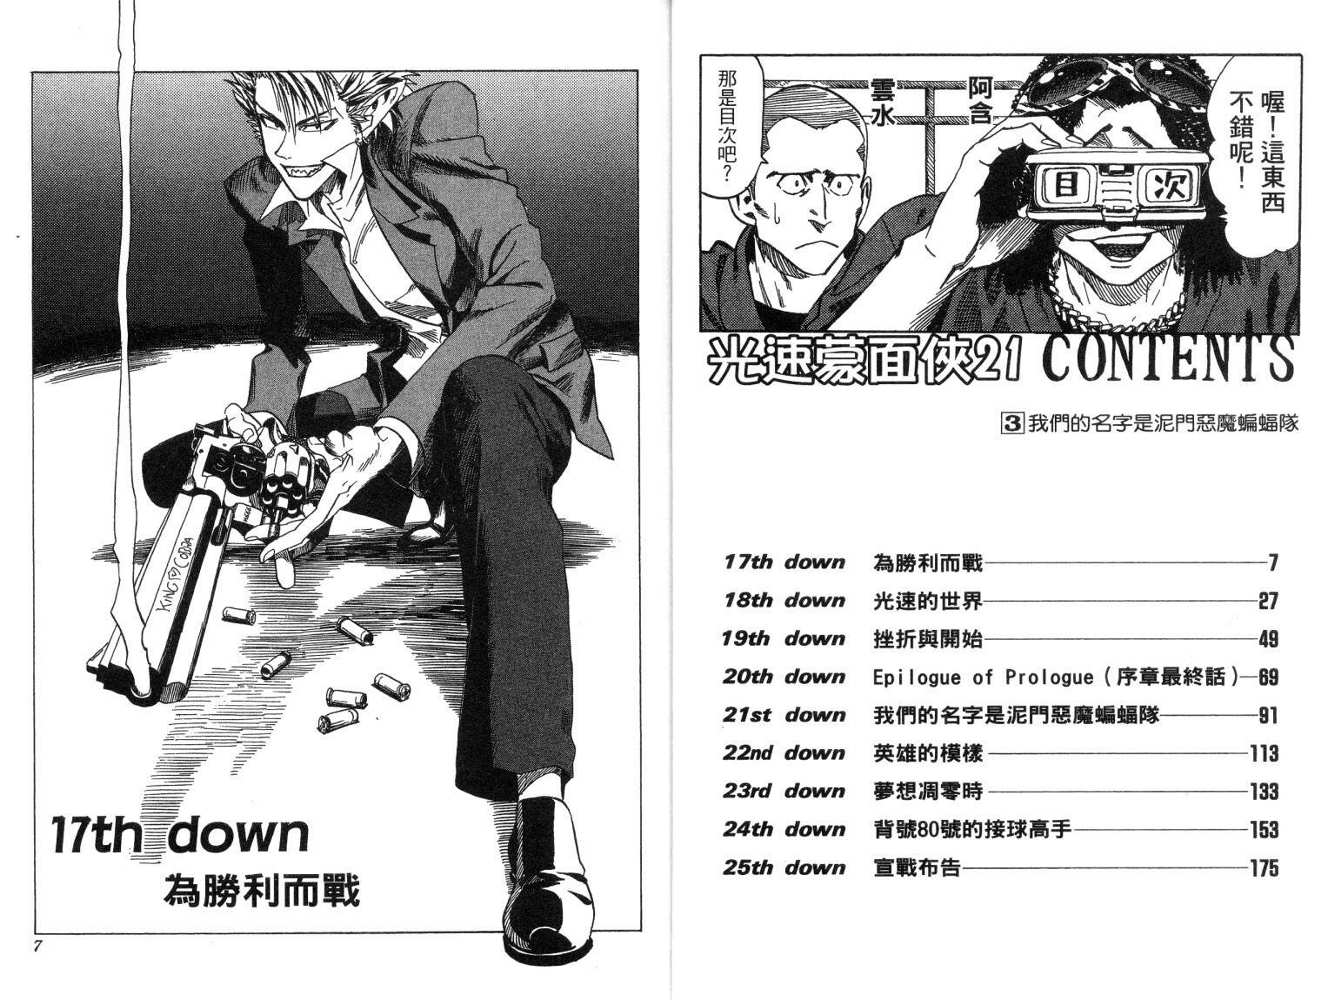 喔！這東西
不錯呢！
目 次
阿含
雲水
那是目次吧？
光速蒙面俠21 CONTENTS
3 我們的名字是泥門惡魔蝙蝠隊
17th down 為勝利而戰 7
18th down 光速的世界 27
19th down 挫折與開始 49
20th down Epilogue of Prologue（序章最終話） 69
21st down 我們的名字是泥門惡魔蝙蝠隊 91
22nd down 英雄的模樣 113
23rd down 夢想凋零時 133
24th down 背號80號的接球高手 153
25th down 宣戰布告 175
KING COBRA
17th down
為勝利而戰
7